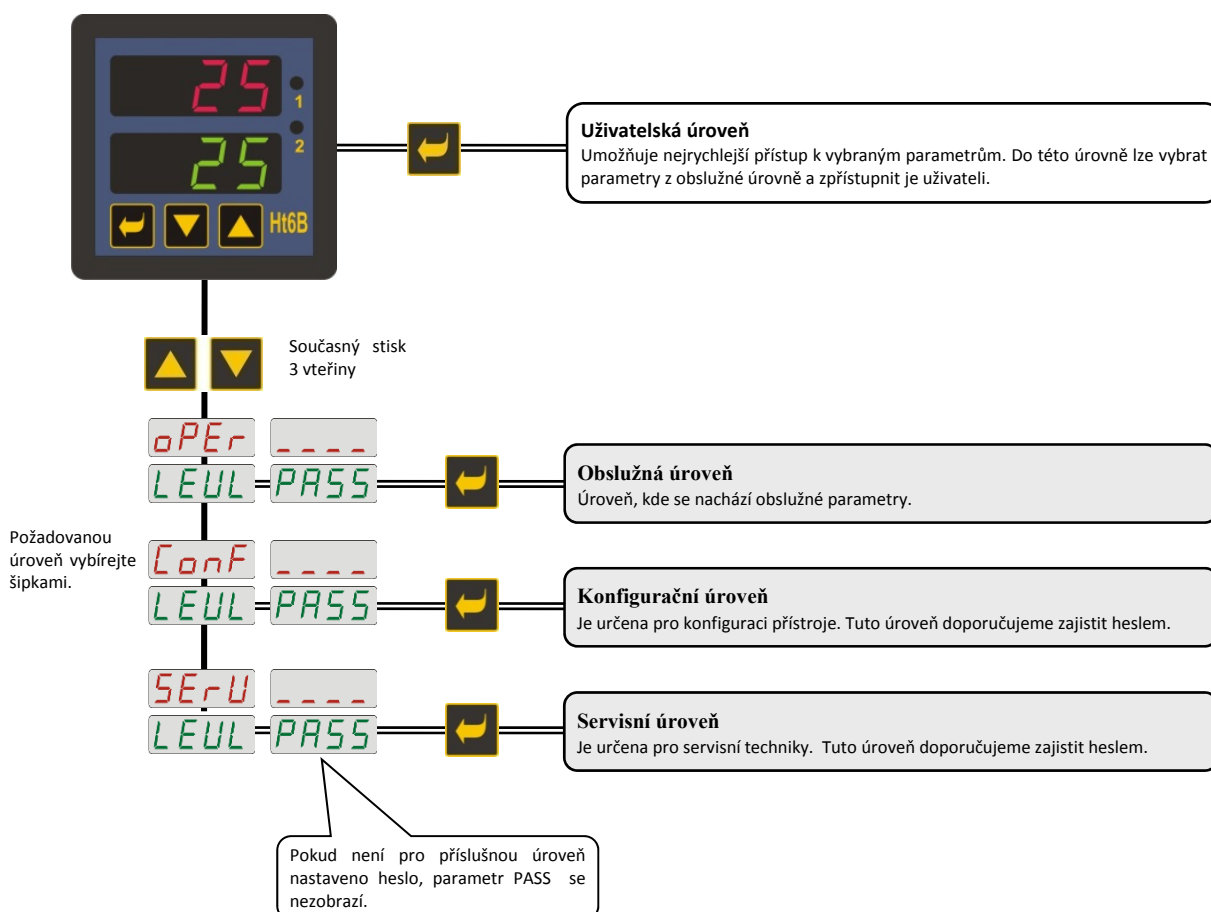 25
1
25
2
Ht6B
Uživatelská úroveň
Umožňuje nejrychlejší přístup k vybraným parametrům. Do této úrovně lze vybrat
parametry z obslužné úrovně a zpřístupnit je uživateli.
Současný stisk
3 vteřiny
oPEr _ _ _ _
LEUL PASS
Obslužná úroveň
Úroveň, kde se nachází obslužné parametry.
Požadovanou
úroveň vybírejte
šipkami.
ConF _ _ _ _
LEUL PASS
Konfigurační úroveň
Je určena pro konfiguraci přístroje. Tuto úroveň doporučujeme zajistit heslem.
SErU _ _ _ _
LEUL PASS
Servisní úroveň
Je určena pro servisní techniky. Tuto úroveň doporučujeme zajistit heslem.
Pokud není pro příslušnou úroveň
nastaveno heslo, parametr PASS se
nezobrazí.